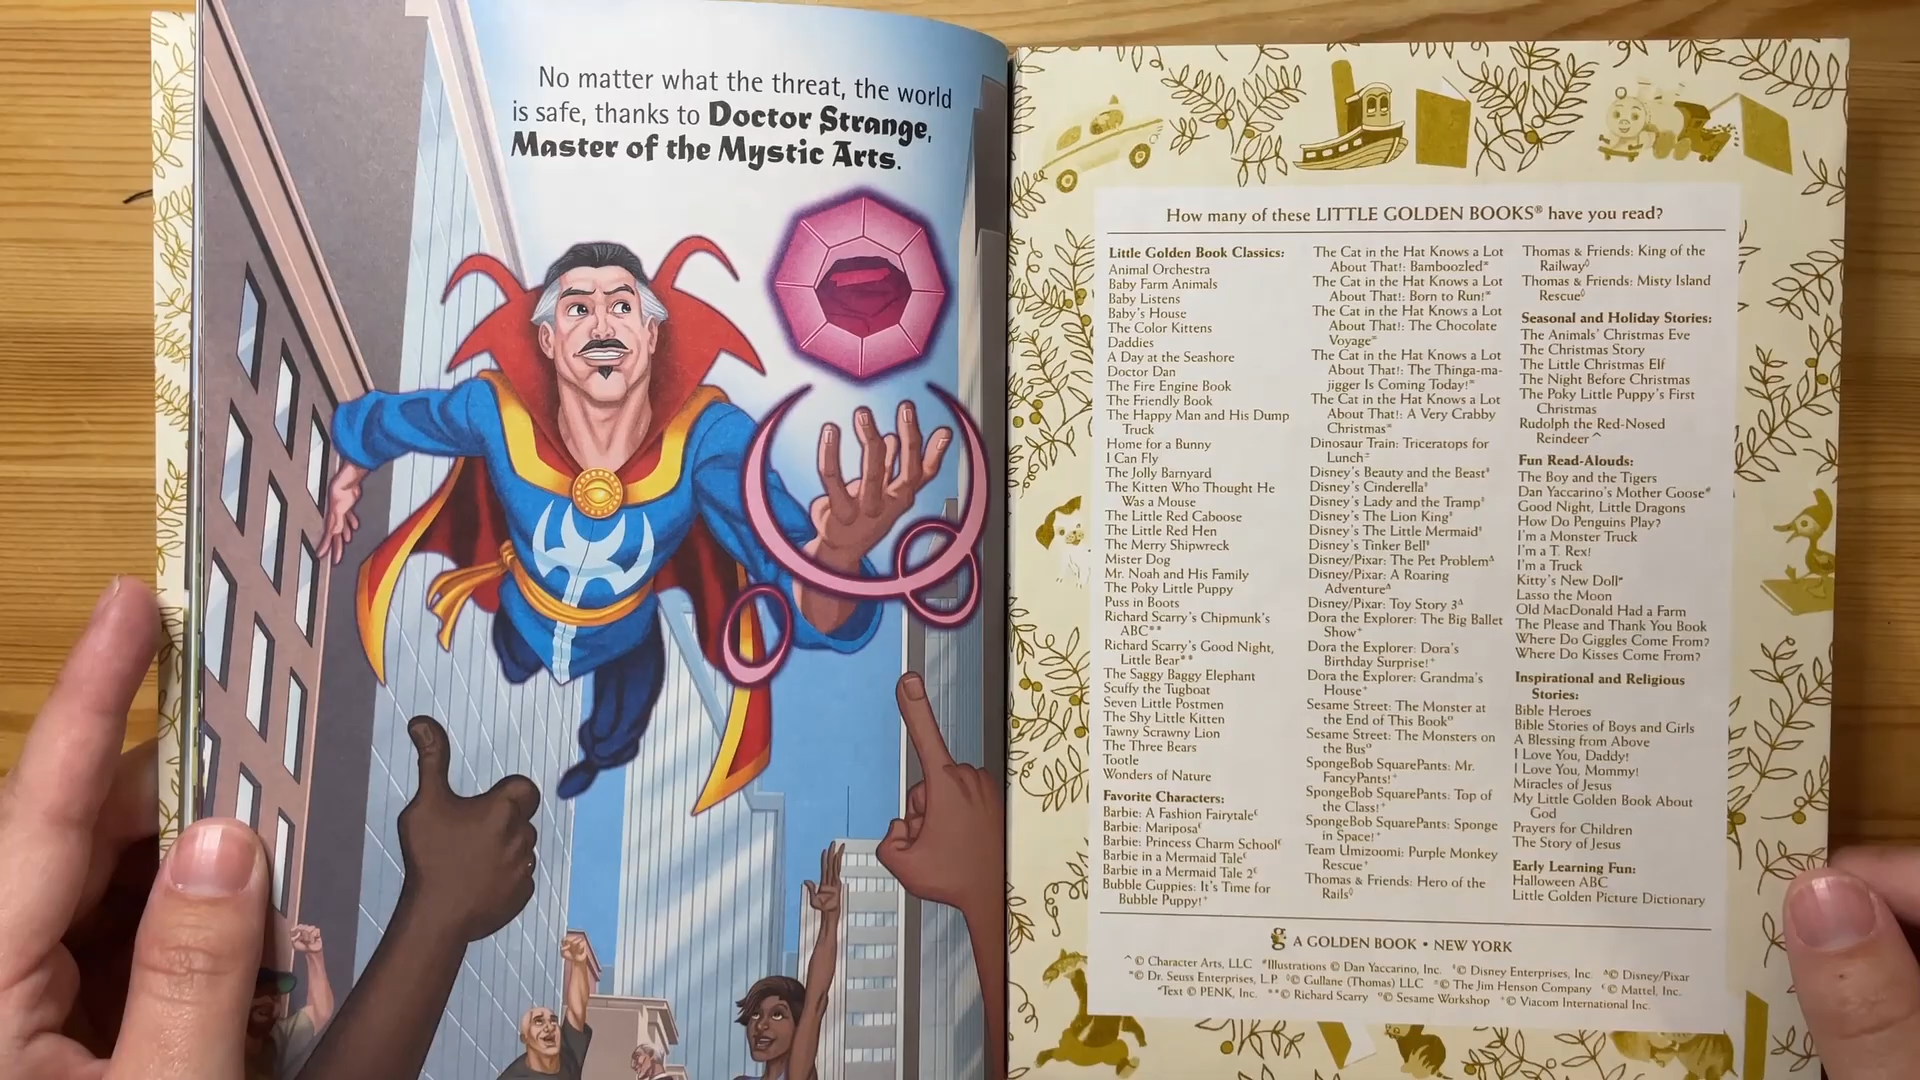 No matter what the threat, the world
is safe, thanks to Doctor Strange,
Master of the Mystic Arts.
How many of these LITTLE GOLDEN BOOKS® have you read?
Little Golden Book Classics:
Animal Orchestra
Baby Farm Animals
Baby Listens
Baby's House
The Color Kittens
Daddies
A Day at the Seashore
Doctor Dan
The Fire Engine Book
The Friendly Book
The Happy Man and His Dump
Truck
Home for a Bunny
I Can Fly
The Jolly Barnyard
The Kitten Who Thought He
Was a Mouse
The Little Red Caboose
The Little Red Hen
The Merry Shipwreck
Mister Dog
Mr. Noah and His Family
The Poky Little Puppy
Puss in Boots
Richard Scarry's Chipmunk's
ABC**
Richard Scarry's Good Night,
Little Bear**
The Saggy Baggy Elephant
Scuffy the Tugboat
Seven Little Postmen
The Shy Little Kitten
Tawny Scrawny Lion
The Three Bears
Tootle
Wonders of Nature
Favorite Characters:
Barbie: A Fashion Fairytale
Barbie: Mariposa
Barbie: Princess Charm School
Barbie in a Mermaid Tale
Barbie in a Mermaid Tale 2
Bubble Guppies: It's Time for
Bubble Puppy!+
The Cat in the Hat Knows a Lot
About That!: Bamboozled*
The Cat in the Hat Knows a Lot
About That!: Born to Run!*
The Cat in the Hat Knows a Lot
About That!: The Chocolate
Voyage*
The Cat in the Hat Knows a Lot
About That!: The Thinga-ma-
jigger Is Coming Today!*
The Cat in the Hat Knows a Lot
About That!: A Very Crabby
Christmas*
Dinosaur Train: Triceratops for
Lunch
Disney's Beauty and the Beast
Disney's Cinderella
Disney's Lady and the Tramp
Disney's The Lion King
Disney's The Little Mermaid
Disney's Tinker Bell
Disney/Pixar: The Pet Problem
Disney/Pixar: A Roaring
Adventure
Disney/Pixar: Toy Story 3
Dora the Explorer: The Big Ballet
Show+
Dora the Explorer: Dora's
Birthday Surprise!+
Dora the Explorer: Grandma's
House+
Sesame Street: The Monster at
the End of This Book
Sesame Street: The Monsters on
the Bus
SpongeBob SquarePants: Mr.
FancyPants!+
SpongeBob SquarePants: Top of
the Class!+
SpongeBob SquarePants: Sponge
in Space!+
Team Umizoomi: Purple Monkey
Rescue+
Thomas & Friends: Hero of the
Rails◊
Thomas & Friends: King of the
Railway◊
Thomas & Friends: Misty Island
Rescue◊
Seasonal and Holiday Stories:
The Animals' Christmas Eve
The Christmas Story
The Little Christmas Elf
The Night Before Christmas
The Poky Little Puppy's First
Christmas
Rudolph the Red-Nosed
Reindeer^
Fun Read-Alouds:
The Boy and the Tigers
Dan Yaccarino's Mother Goose#
Good Night, Little Dragons
How Do Penguins Play?
I'm a Monster Truck
I'm a T. Rex!
I'm a Truck
Kitty's New Doll
Lasso the Moon
Old MacDonald Had a Farm
The Please and Thank You Book
Where Do Giggles Come From?
Where Do Kisses Come From?
Inspirational and Religious
Stories:
Bible Heroes
Bible Stories of Boys and Girls
A Blessing from Above
I Love You, Daddy!
I Love You, Mommy!
Miracles of Jesus
My Little Golden Book About
God
Prayers for Children
The Story of Jesus
Early Learning Fun:
Halloween ABC
Little Golden Picture Dictionary
g A GOLDEN BOOK • NEW YORK
^© Character Arts, LLC #Illustrations © Dan Yaccarino, Inc. © Disney Enterprises, Inc. © Disney/Pixar
*© Dr. Seuss Enterprises, L.P. ◊© Gullane (Thomas) LLC © The Jim Henson Company © Mattel, Inc.
Text © PENK, Inc. **© Richard Scarry © Sesame Workshop +© Viacom International Inc.